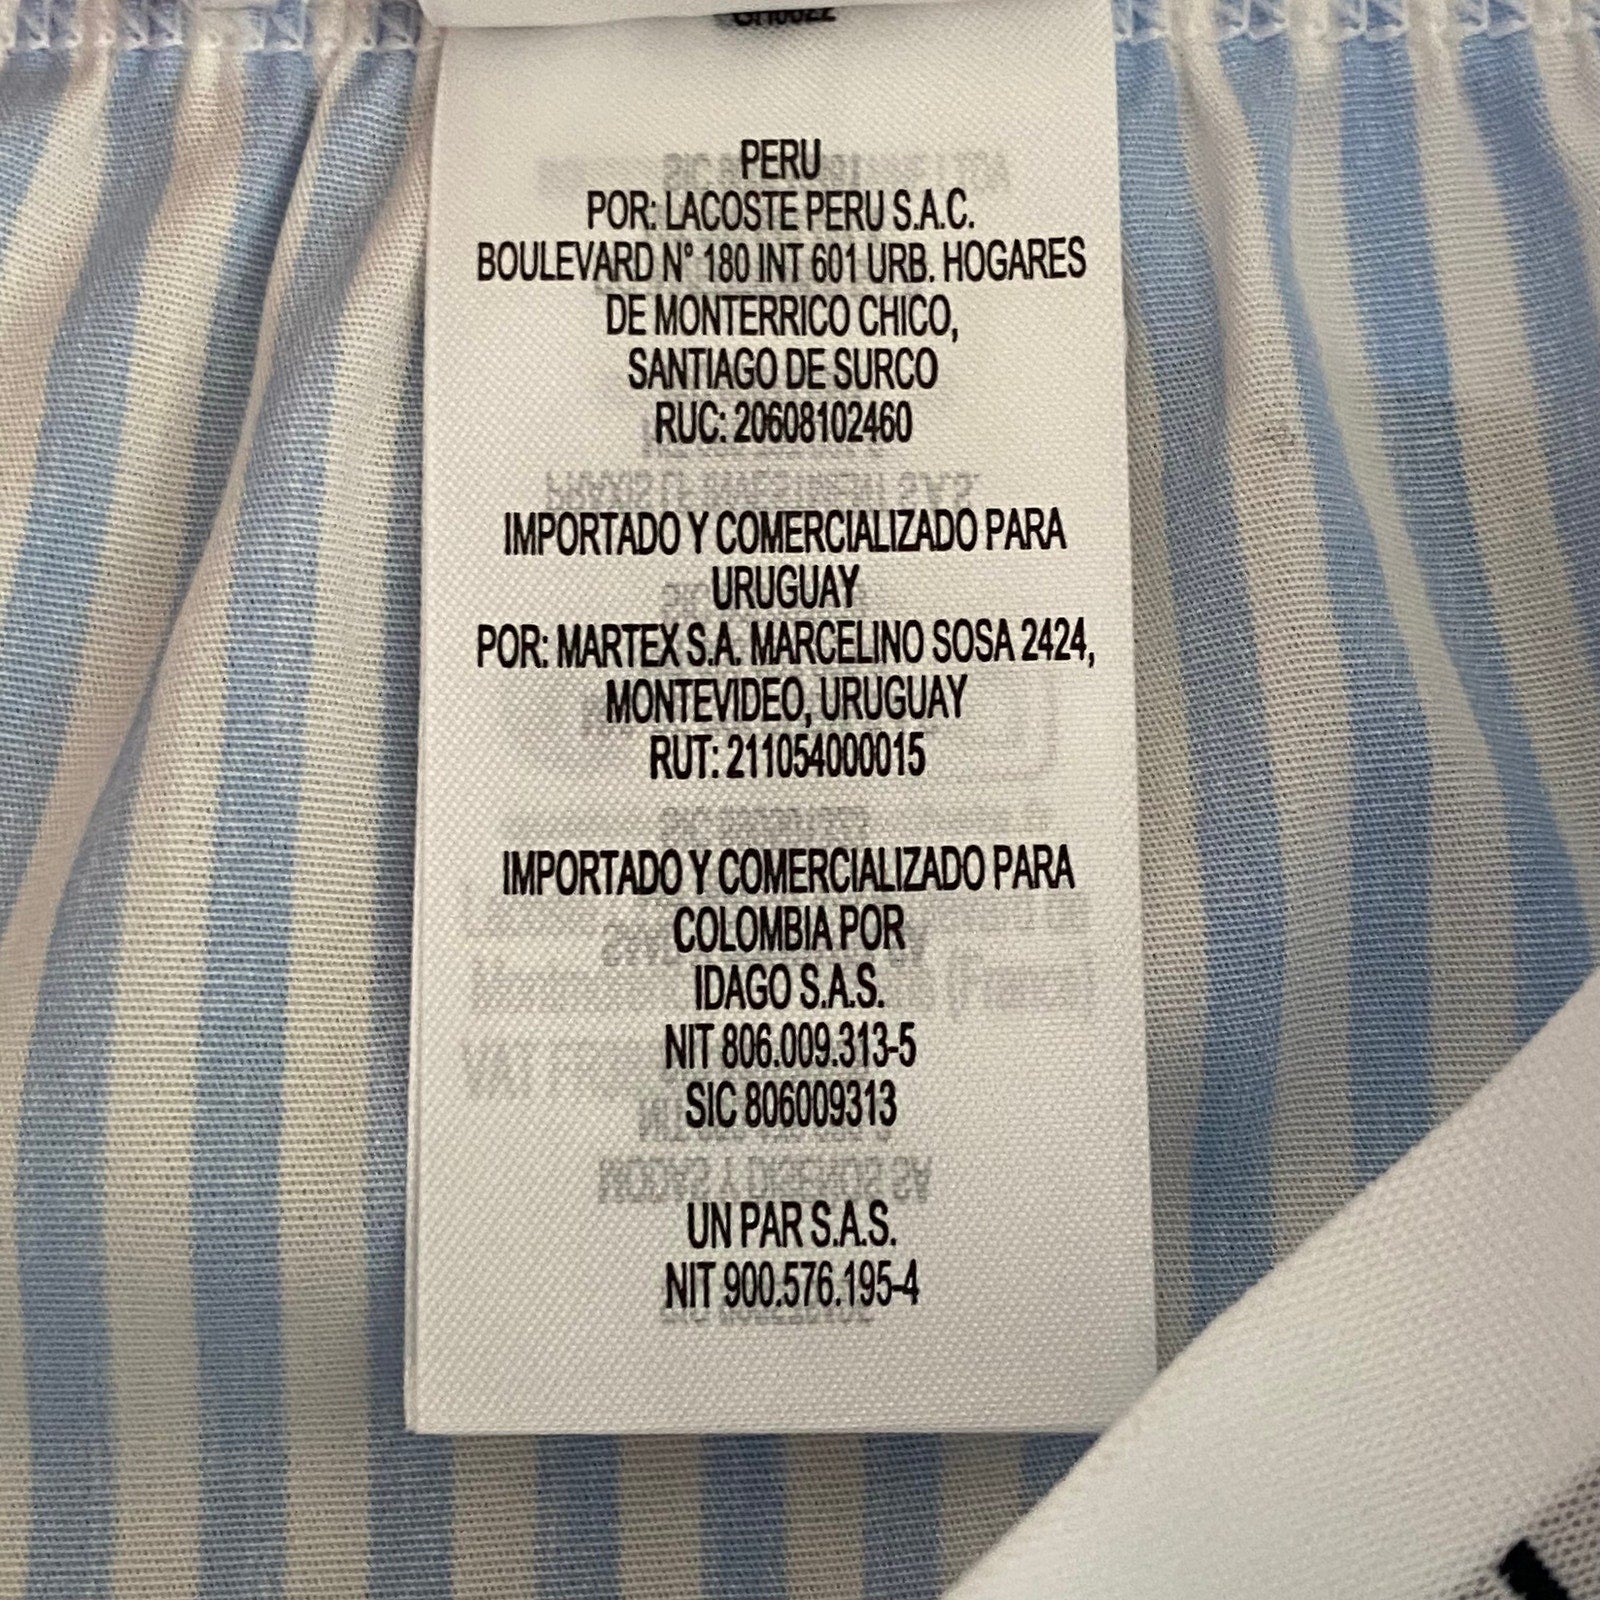 PERU
POR: LACOSTE PERU S.A.C.
BOULEVARD N° 180 INT 601 URB. HOGARES
DE MONTERRICO CHICO,
SANTIAGO DE SURCO
RUC: 20608102460
IMPORTADO Y COMERCIALIZADO PARA
URUGUAY
POR: MARTEX S.A. MARCELINO SOSA 2424,
MONTEVIDEO, URUGUAY
RUT: 211054000015
IMPORTADO Y COMERCIALIZADO PARA
COLOMBIA POR
IDAGO S.A.S.
NIT 806.009.313-5
SIC 806009313
UN PAR S.A.S.
NIT 900.576.195-4